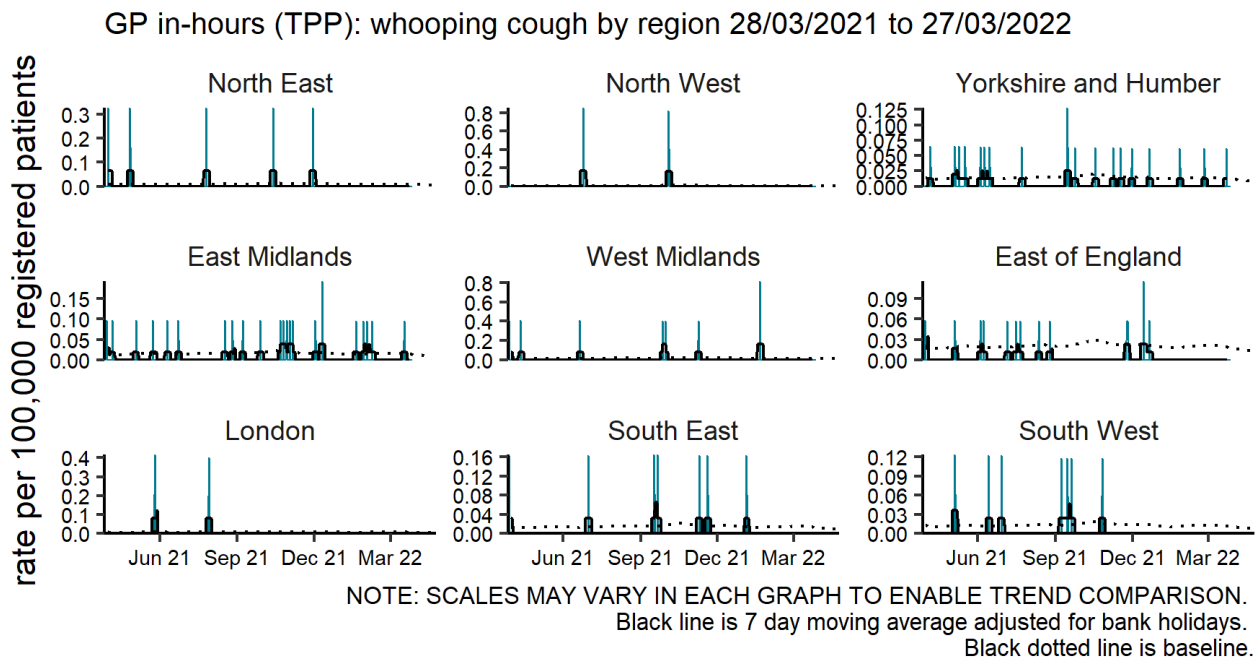 GP in-hours (TPP): whooping cough by region 28/03/2021 to 27/03/2022
rate per 100,000 registered patients
North East
0.3
0.2
0.1
0.0
North West
0.8
0.6
0.4
0.2
0.0
Yorkshire and Humber
0.125
0.100
0.075
0.050
0.025
0.000
East Midlands
0.15
0.10
0.05
0.00
West Midlands
0.8
0.6
0.4
0.2
0.0
East of England
0.09
0.06
0.03
0.00
London
0.4
0.3
0.2
0.1
0.0
South East
0.16
0.12
0.08
0.04
0.00
South West
0.12
0.09
0.06
0.03
0.00
Jun 21 Sep 21 Dec 21 Mar 22
Jun 21 Sep 21 Dec 21 Mar 22
Jun 21 Sep 21 Dec 21 Mar 22
NOTE: SCALES MAY VARY IN EACH GRAPH TO ENABLE TREND COMPARISON.
Black line is 7 day moving average adjusted for bank holidays.
Black dotted line is baseline.